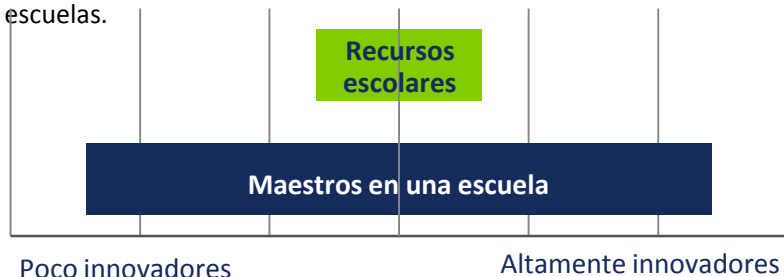 escuelas.
Recursos
escolares
Maestros en una escuela
Poco innovadores
Altamente innovadores